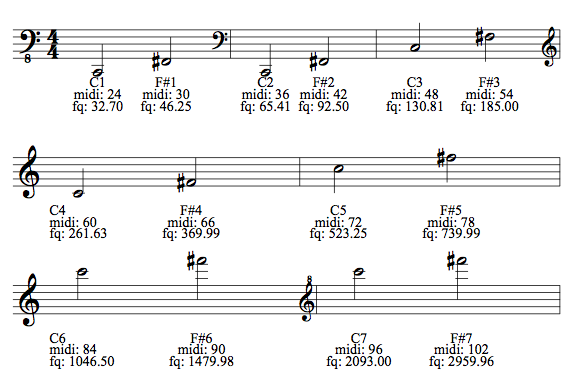 4
4
8
C1 F#1 C2 F#2 C3 F#3
midi: 24 midi: 30 midi: 36 midi: 42 midi: 48 midi: 54
fq: 32.70 fq: 46.25 fq: 65.41 fq: 92.50 fq: 130.81 fq: 185.00
C4 F#4 C5 F#5
midi: 60 midi: 66 midi: 72 midi: 78
fq: 261.63 fq: 369.99 fq: 523.25 fq: 739.99
8
C6 F#6 C7 F#7
midi: 84 midi: 90 midi: 96 midi: 102
fq: 1046.50 fq: 1479.98 fq: 2093.00 fq: 2959.96